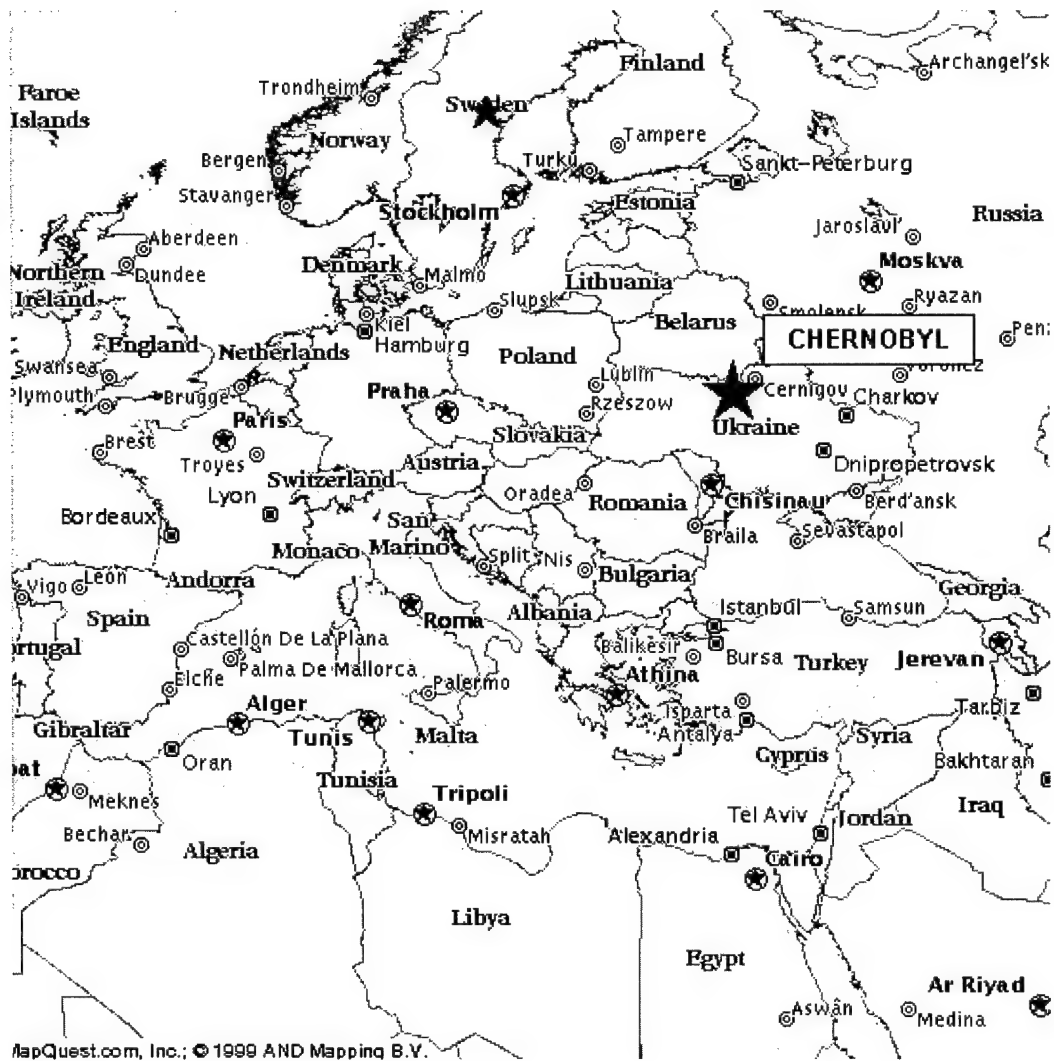 Finland
Archangel'sk
Faroe
Islands
Trondheim
Sweden
Norway
Tampere
Bergen
Turku
Sankt-Peterburg
Stavanger
Stockholm
Estonia
Russia
Jaroslavl'
Aberdeen
Moskva
Northern
Ireland
Dundee
Denmark
Malmo
Lithuania
Slupsk
Smolensk
Ryazan
England
Kiel
Hamburg
Belarus
CHERNOBYL
Netherlands
Poland
Swansea
Plymouth
Brugge
Praha
Lublin
Cernigov
Rzeszow
Charkov
Paris
Slovakia
Ukraine
Brest
Troyes
Austria
Dnipropetrovsk
Switzerland
Lyon
Oradea
Romania
Chisinau
Berd'ansk
Bordeaux
San
Marino
Braila
Sevastapol
Monaco
Split
Nis
Bulgaria
Vigo
León
Andorra
Georgia
Spain
Roma
Albania
Istanbul
Samsun
Castellón De La Plana
Balikesir
Bursa
Turkey
Jerevan
Palma De Mallorca
Elche
Palermo
Athina
Alger
Isparta
Tarbiz
Gibraltar
Tunis
Malta
Antalya
Oran
Cyprus
Syria
Bakhtaran
Tunisia
Meknes
Tripoli
Tel Aviv
Jordan
Iraq
Bechar
Misratah
Alexandria
Algeria
Cairo
Libya
Egypt
Ar Riyad
Aswân
Medina
MapQuest.com, Inc.; © 1999 AND Mapping B.V.